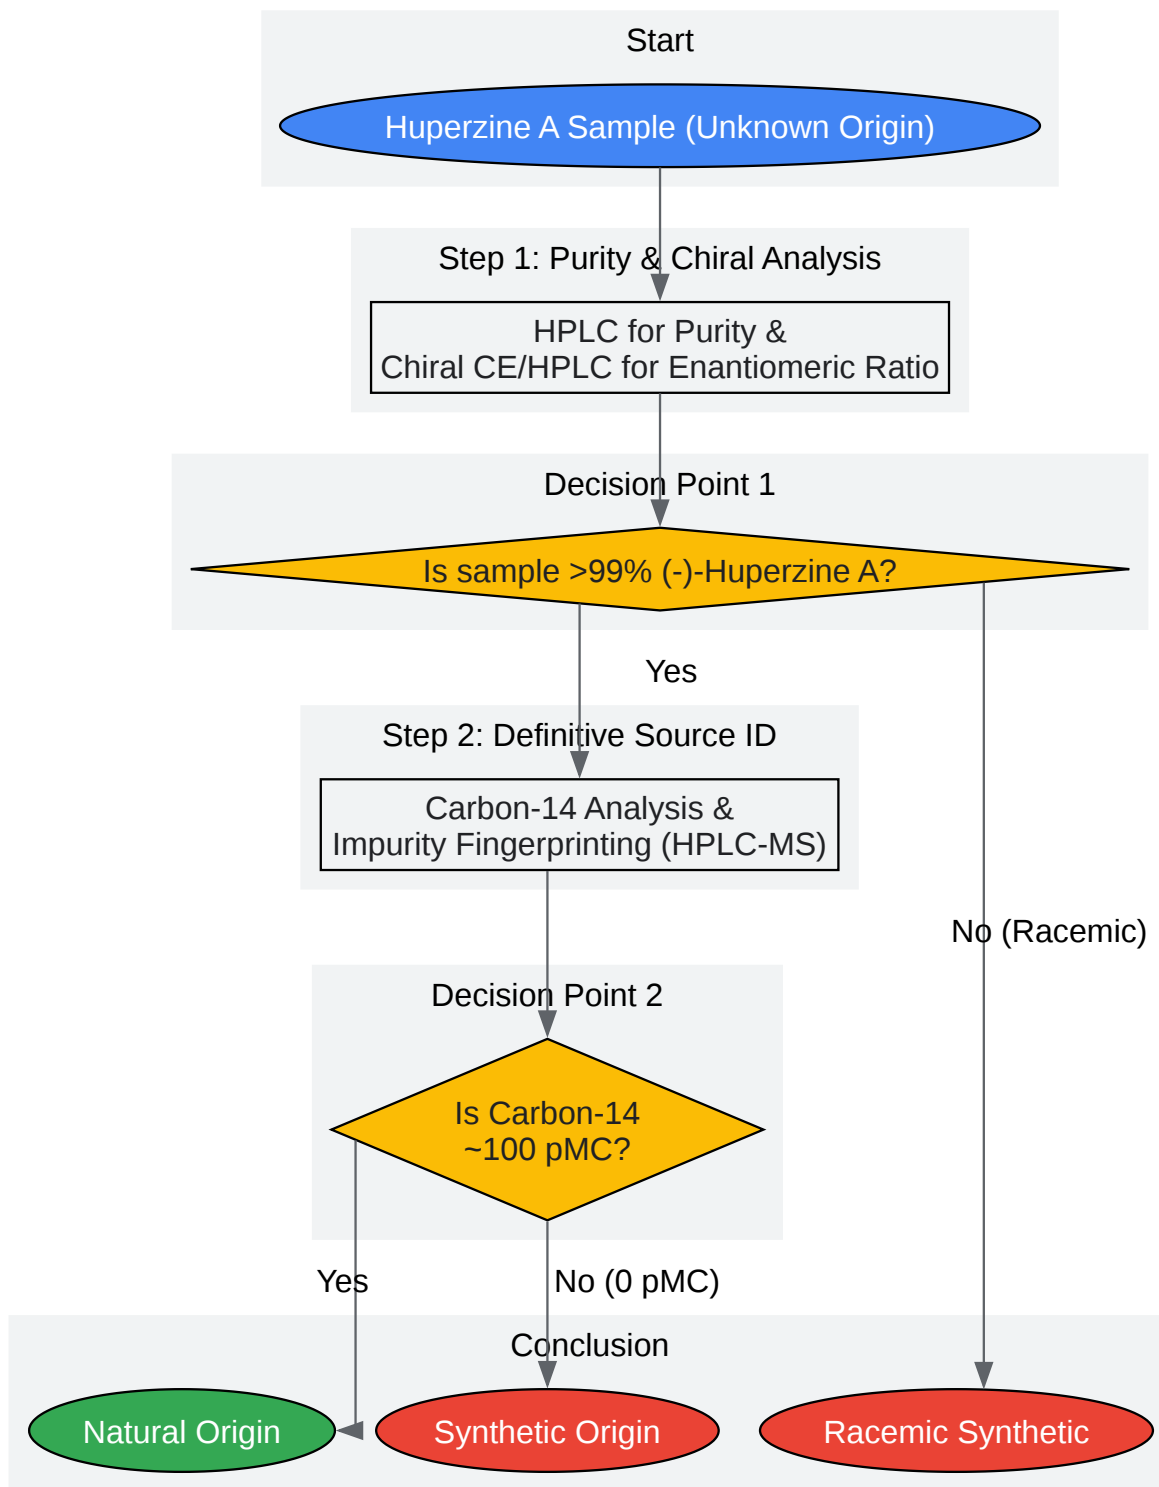 Start
Huperzine A Sample (Unknown Origin)
Step 1: Purity & Chiral Analysis
HPLC for Purity &
Chiral CE/HPLC for Enantiomeric Ratio
Decision Point 1
Is sample >99% (-)-Huperzine A?
Yes
Step 2: Definitive Source ID
Carbon-14 Analysis &
Impurity Fingerprinting (HPLC-MS)
No (Racemic)
Decision Point 2
Is Carbon-14
~100 pMC?
Yes
No (0 pMC)
Conclusion
Natural Origin
Synthetic Origin
Racemic Synthetic